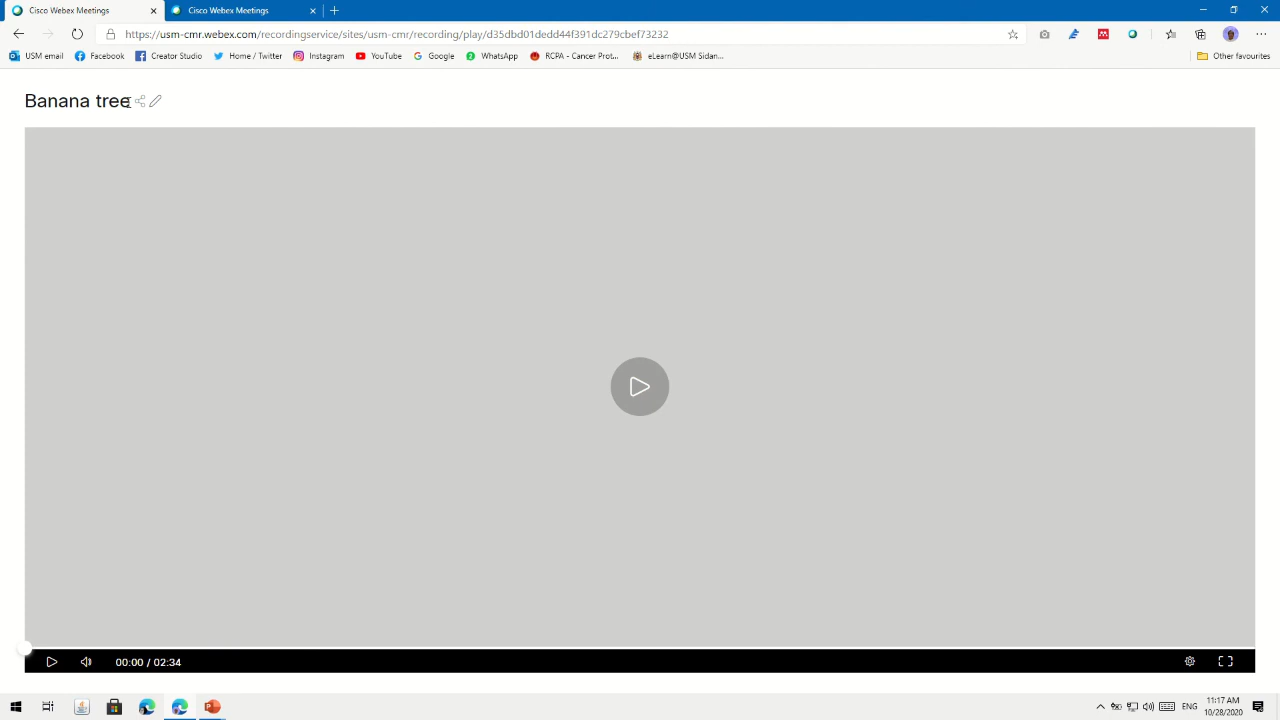 Cisco Webex Meetings
Cisco Webex Meetings
https://usm-cmr.webex.com/recordingservice/sites/usm-cmr/recording/play/d35dbd01dedd44f391dc279cbef73232
USM email Facebook Creator Studio Home / Twitter Instagram YouTube Google WhatsApp RCPA - Cancer Prot... eLearn@USM Sidan... Other favourites
Banana tree
00:00 / 02:34
ENG
11:17 AM
10/28/2020